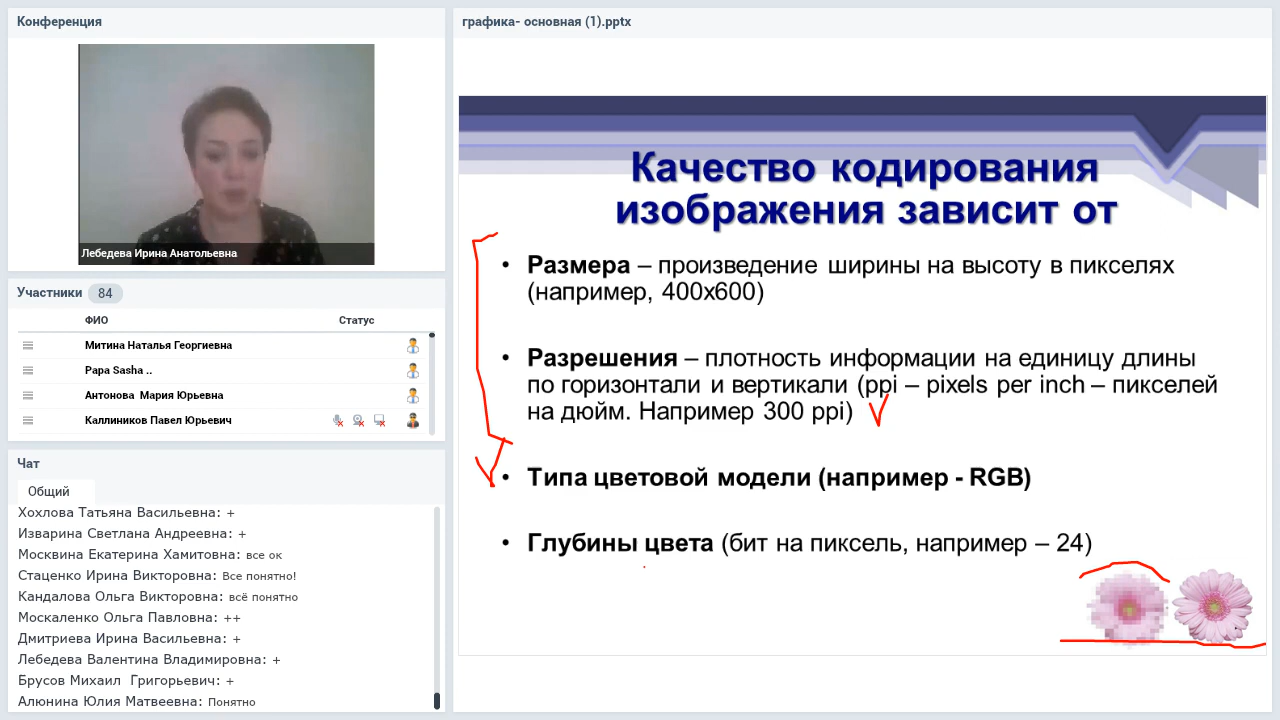 Конференция
Лебедева Ирина Анатольевна
Участники 84
ФИО Статус
Митина Наталья Георгиевна
Papa Sasha ..
Антонова Мария Юрьевна
Каллиников Павел Юрьевич
Чат
Общий
Хохлова Татьяна Васильевна: +
Изварина Светлана Андреевна: +
Москвина Екатерина Хамитовна: все ок
Стаценко Ирина Викторовна: Все понятно!
Кандалова Ольга Викторовна: всё понятно
Москаленко Ольга Павловна: ++
Дмитриева Ирина Васильевна: +
Лебедева Валентина Владимировна: +
Брусов Михаил Григорьевич: +
Алюнина Юлия Матвеевна: Понятно
графика- основная (1).pptx
Качество кодирования
изображения зависит от
• Размера – произведение ширины на высоту в пикселях
(например, 400x600)
• Разрешения – плотность информации на единицу длины
по горизонтали и вертикали (ppi – pixels per inch – пикселей
на дюйм. Например 300 ppi)
• Типа цветовой модели (например - RGB)
• Глубины цвета (бит на пиксель, например – 24)